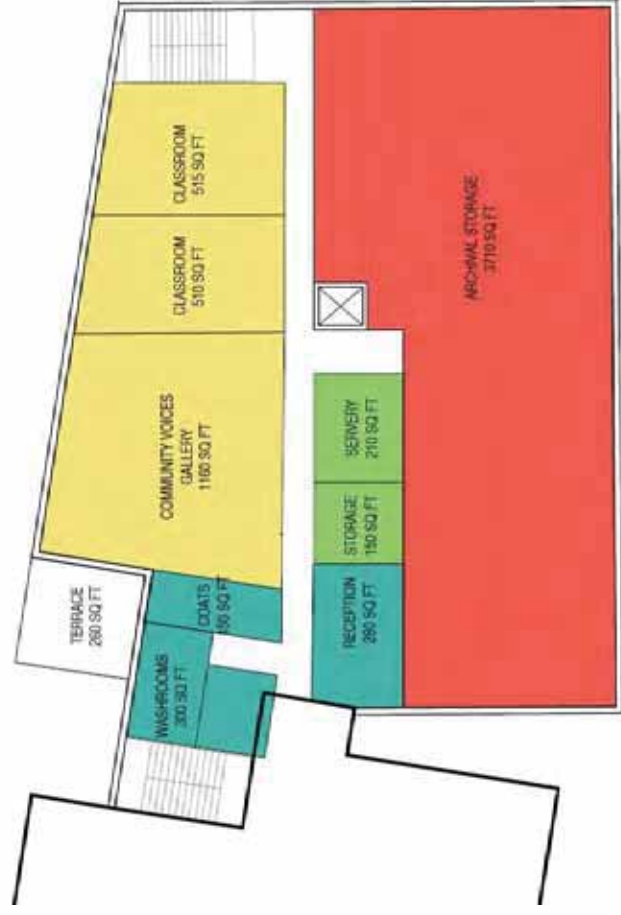 TERRACE
260 SQ FT
WASHROOMS
300 SQ FT
COATS
SQ FT
COMMUNITY VOICES
GALLERY
1160 SQ FT
CLASSROOM
510 SQ FT
CLASSROOM
515 SQ FT
RECEPTION
280 SQ FT
STORAGE
150 SQ FT
SERVERY
210 SQ FT
ARCHIVAL STORAGE
3710 SQ FT